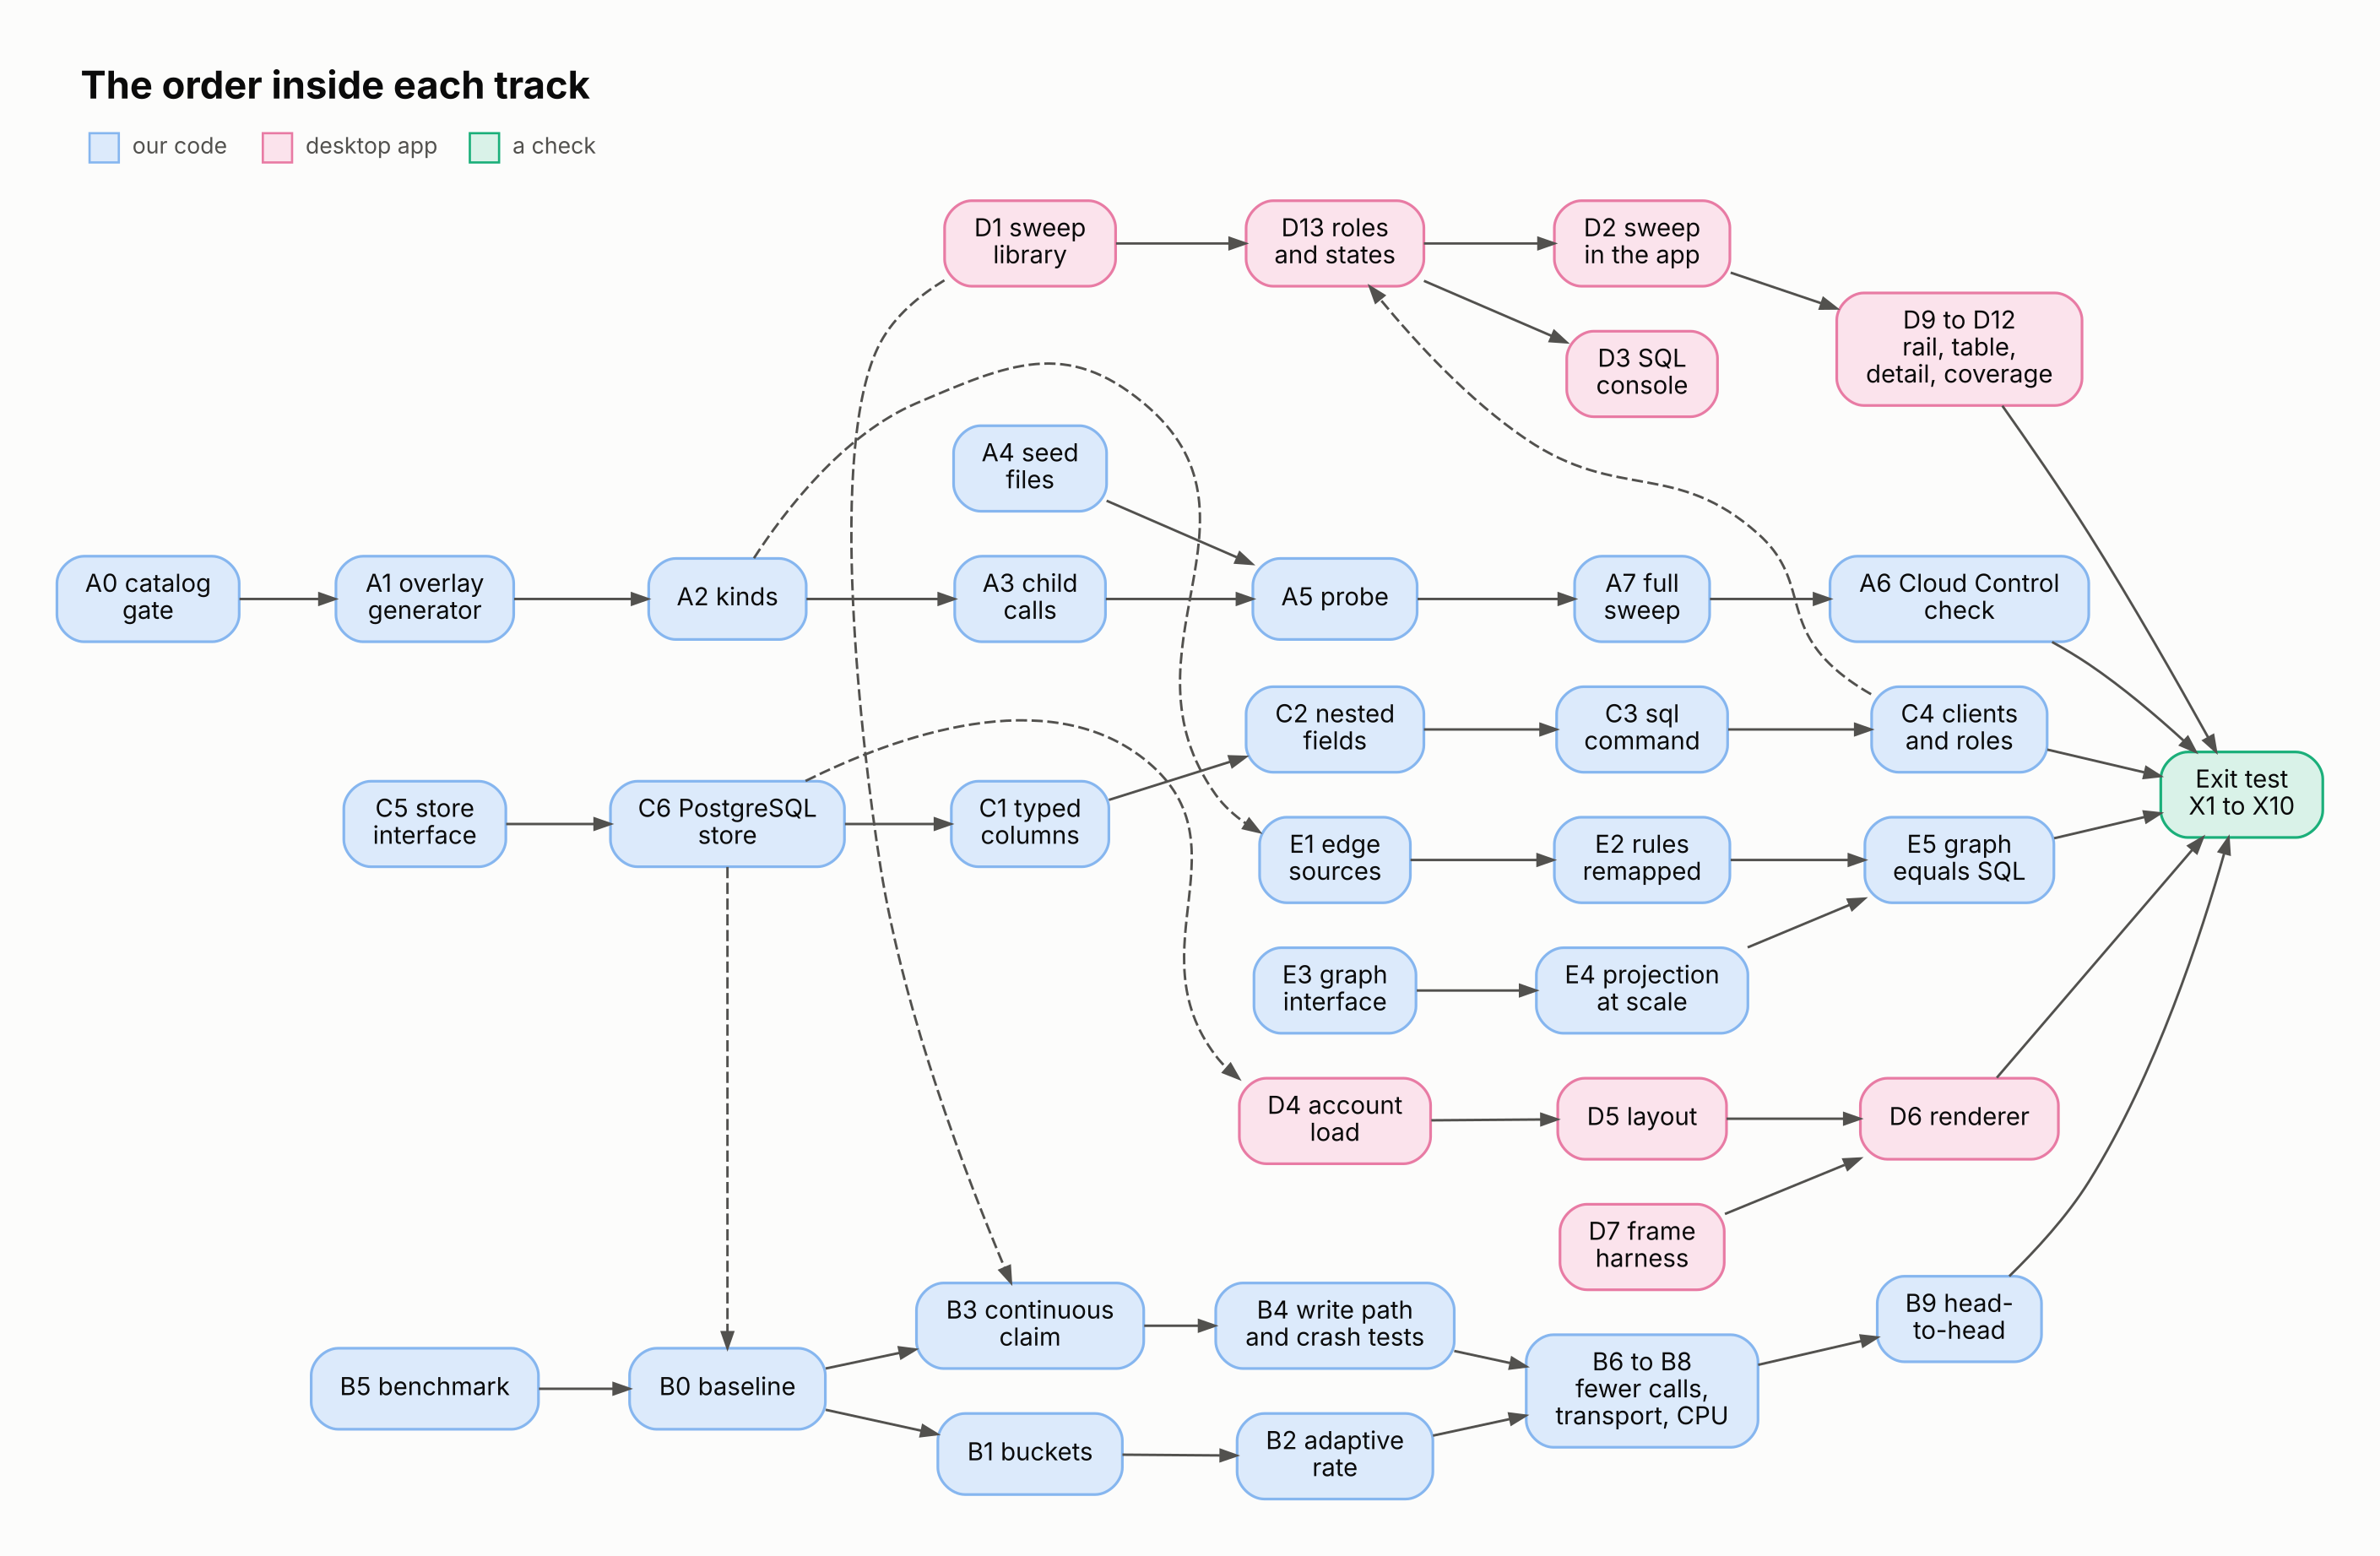 The order inside each track
our code
desktop app
a check
D1 sweep
library
D13 roles
and states
D2 sweep
in the app
D9 to D12
rail, table,
detail, coverage
D3 SQL
console
A4 seed
files
A0 catalog
gate
A1 overlay
generator
A2 kinds
A3 child
calls
A5 probe
A7 full
sweep
A6 Cloud Control
check
C2 nested
fields
C3 sql
command
C4 clients
and roles
Exit test
X1 to X10
C5 store
interface
C6 PostgreSQL
store
C1 typed
columns
E1 edge
sources
E2 rules
remapped
E5 graph
equals SQL
E3 graph
interface
E4 projection
at scale
D4 account
load
D5 layout
D6 renderer
D7 frame
harness
B3 continuous
claim
B4 write path
and crash tests
B9 head-
to-head
B5 benchmark
B0 baseline
B6 to B8
fewer calls,
transport, CPU
B1 buckets
B2 adaptive
rate